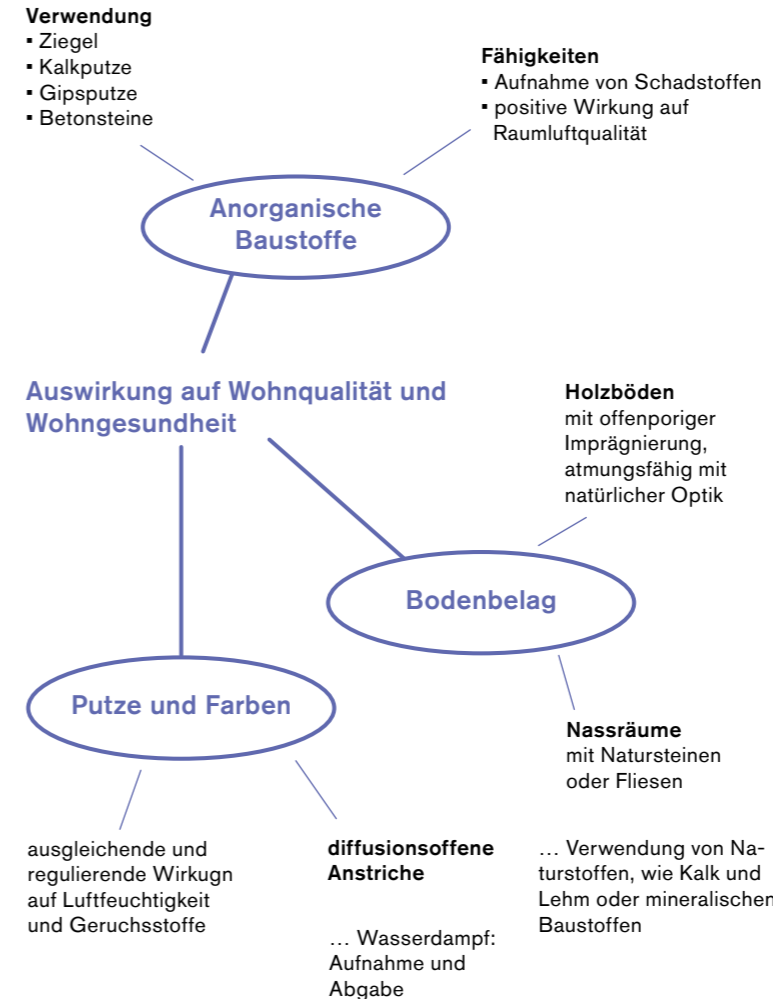 Verwendung
▪ Ziegel
▪ Kalkputze
▪ Gipsputze
▪ Betonsteine
Fähigkeiten
▪ Aufnahme von Schadstoffen
▪ positive Wirkung auf
Raumluftqualität
Anorganische
Baustoffe
Auswirkung auf Wohnqualität und
Wohngesundheit
Holzböden
mit offenporiger
Imprägnierung,
atmungsfähig mit
natürlicher Optik
Bodenbelag
Putze und Farben
Nassräume
mit Natursteinen
oder Fliesen
ausgleichende und
regulierende Wirkugn
auf Luftfeuchtigkeit
und Geruchsstoffe
diffusionsoffene
Anstriche
… Wasserdampf:
Aufnahme und
Abgabe
… Verwendung von Na-
turstoffen, wie Kalk und
Lehm oder mineralischen
Baustoffen